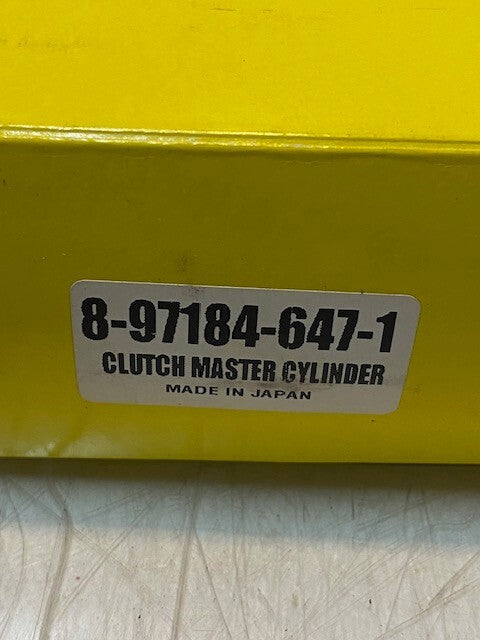 8-97184-647-1
CLUTCH MASTER CYLINDER
MADE IN JAPAN